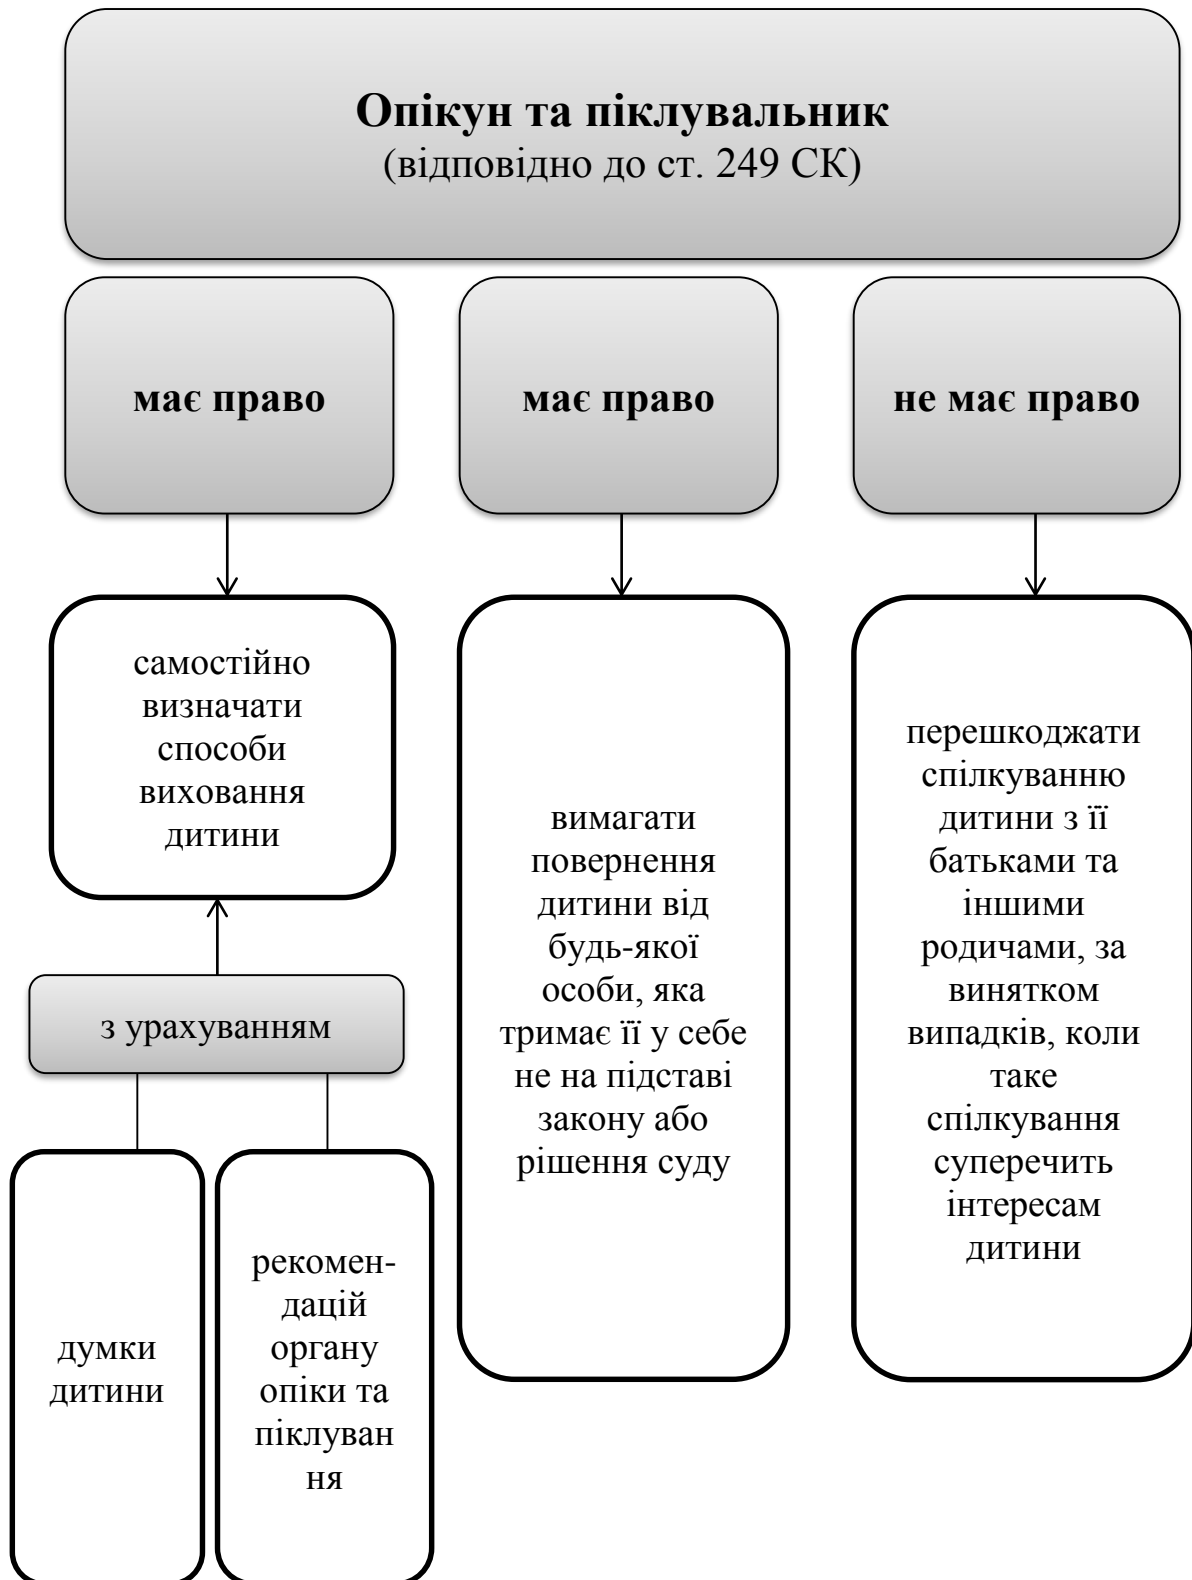 Опікун та піклувальник
(відповідно до ст. 249 СК)
має право
має право
не має право
самостійно
визначати
способи
виховання
дитини
з урахуванням
думки
дитини
рекомен-
дацій
органу
опіки та
піклуван
ня
вимагати
повернення
дитини від
будь-якої
особи, яка
тримає її у себе
не на підставі
закону або
рішення суду
перешкоджати
спілкуванню
дитини з її
батьками та
іншими
родичами, за
винятком
випадків, коли
таке
спілкування
суперечить
інтересам
дитини